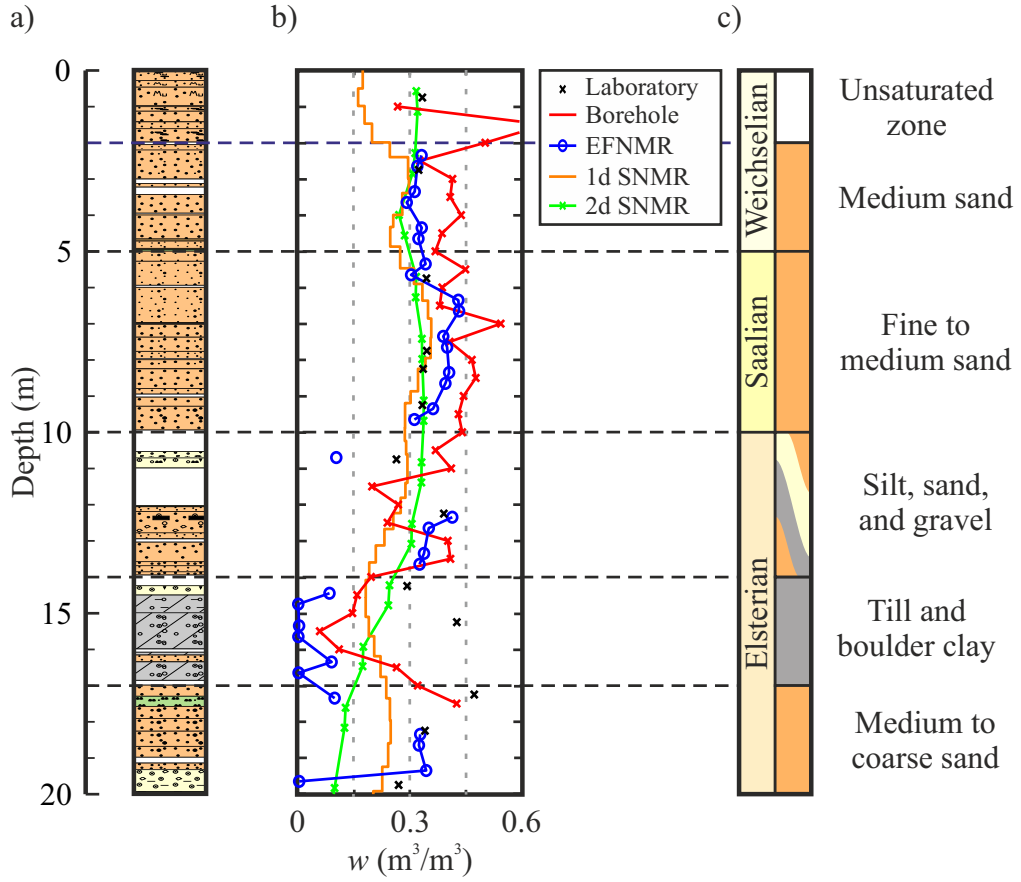 a)
b)
c)
0
5
10
15
20
Depth (m)
0
0.3
0.6
w (m³/m³)
Laboratory
Borehole
EFNMR
1d SNMR
2d SNMR
Weichselian
Saalian
Elsterian
Unsaturated
zone
Medium sand
Fine to
medium sand
Silt, sand,
and gravel
Till and
boulder clay
Medium to
coarse sand